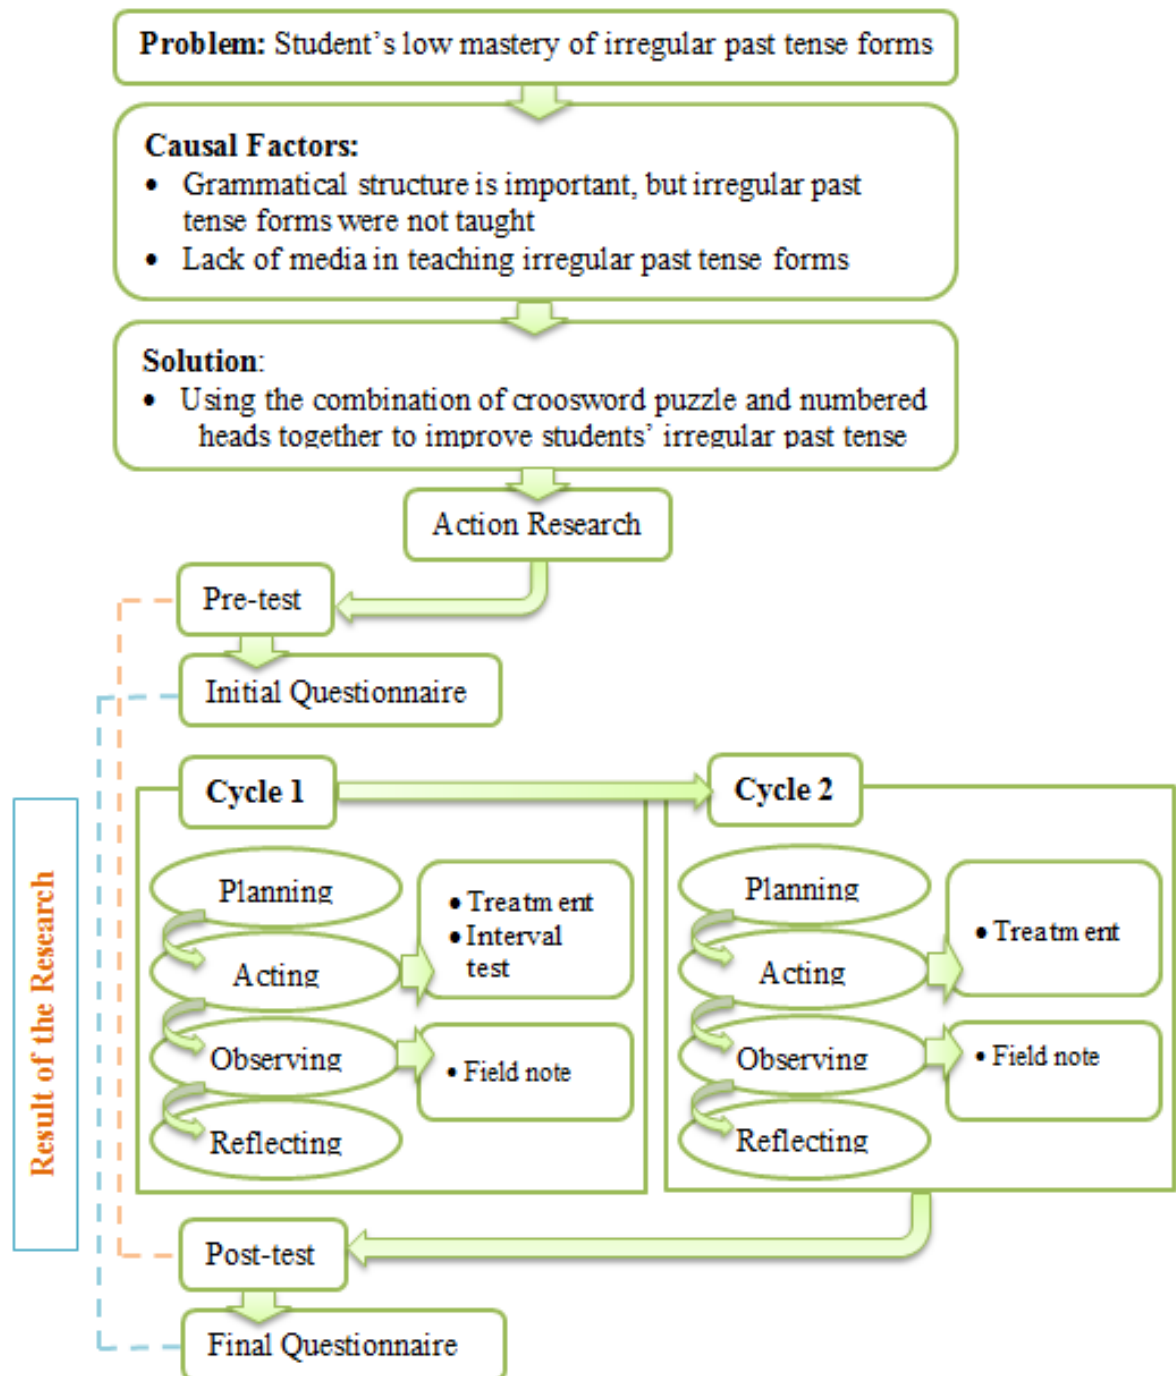 Problem: Student’s low mastery of irregular past tense forms
Causal Factors:
• Grammatical structure is important, but irregular past
tense forms were not taught
• Lack of media in teaching irregular past tense forms
Solution:
• Using the combination of croosword puzzle and numbered
heads together to improve students’ irregular past tense
Action Research
Pre-test
Initial Questionnaire
Cycle 1
Planning
Acting
Observing
Reflecting
• Treatment
• Interval
test
• Field note
Cycle 2
Planning
Acting
Observing
Reflecting
• Treatment
• Field note
Result of the Research
Post-test
Final Questionnaire